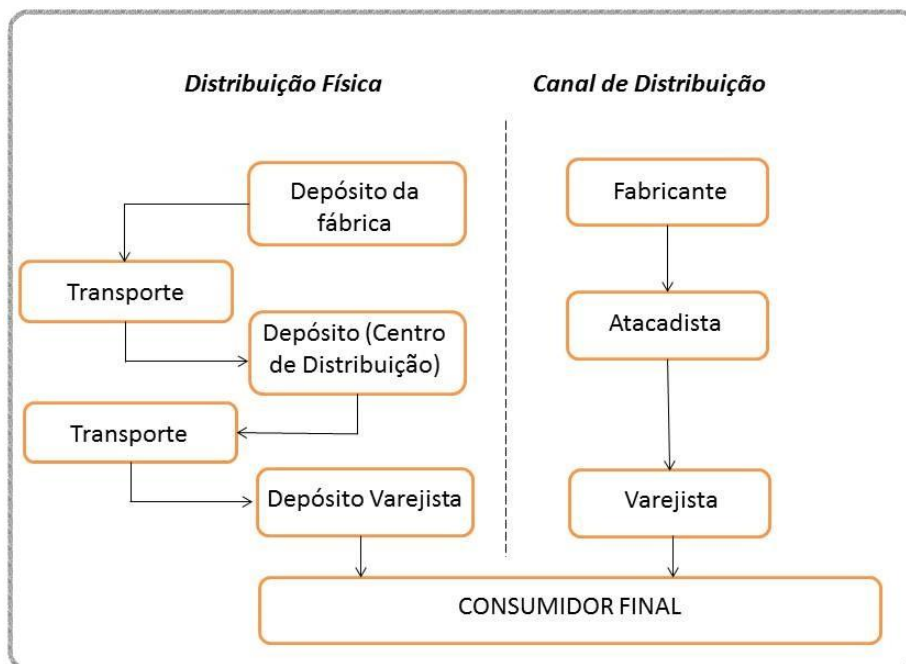 Distribuição Física
Canal de Distribuição
Depósito da
fábrica
Transporte
Depósito (Centro
de Distribuição)
Transporte
Depósito Varejista
Fabricante
Atacadista
Varejista
CONSUMIDOR FINAL